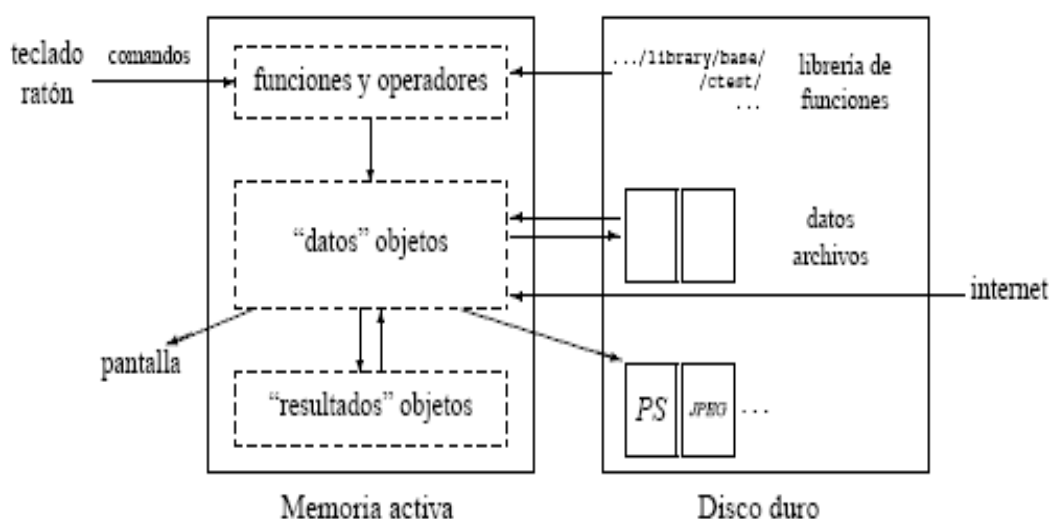 teclado
ratón
comandos
funciones y operadores
.../library/base/
/ctest/
...
librería de
funciones
“datos” objetos
datos
archivos
internet
pantalla
“resultados” objetos
PS
JPEG
...
Memoria activa
Disco duro